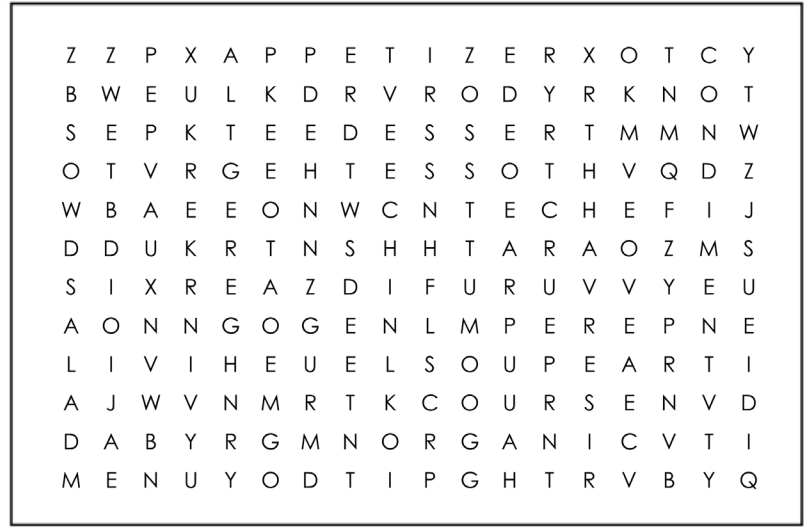 Z Z P X A P P E T I Z E R X O T C Y
B W E U L K D R V R O D Y R K N O T
S E P K T E E D E S S E R T M M N W
O T V R G E H T E S S O T H V Q D Z
W B A E E O N W C N T E C H E F I J
D D U K R T N S H H T A R A O Z M S
S I X R E A Z D I F U R U V V Y E U
A O N N G O G E N L M P E R E P N E
L I V I H E U E L S O U P E A R T I
A J W V N M R T K C O U R S E N V D
D A B Y R G M N O R G A N I C V T I
M E N U Y O D T I P G H T R V B Y Q